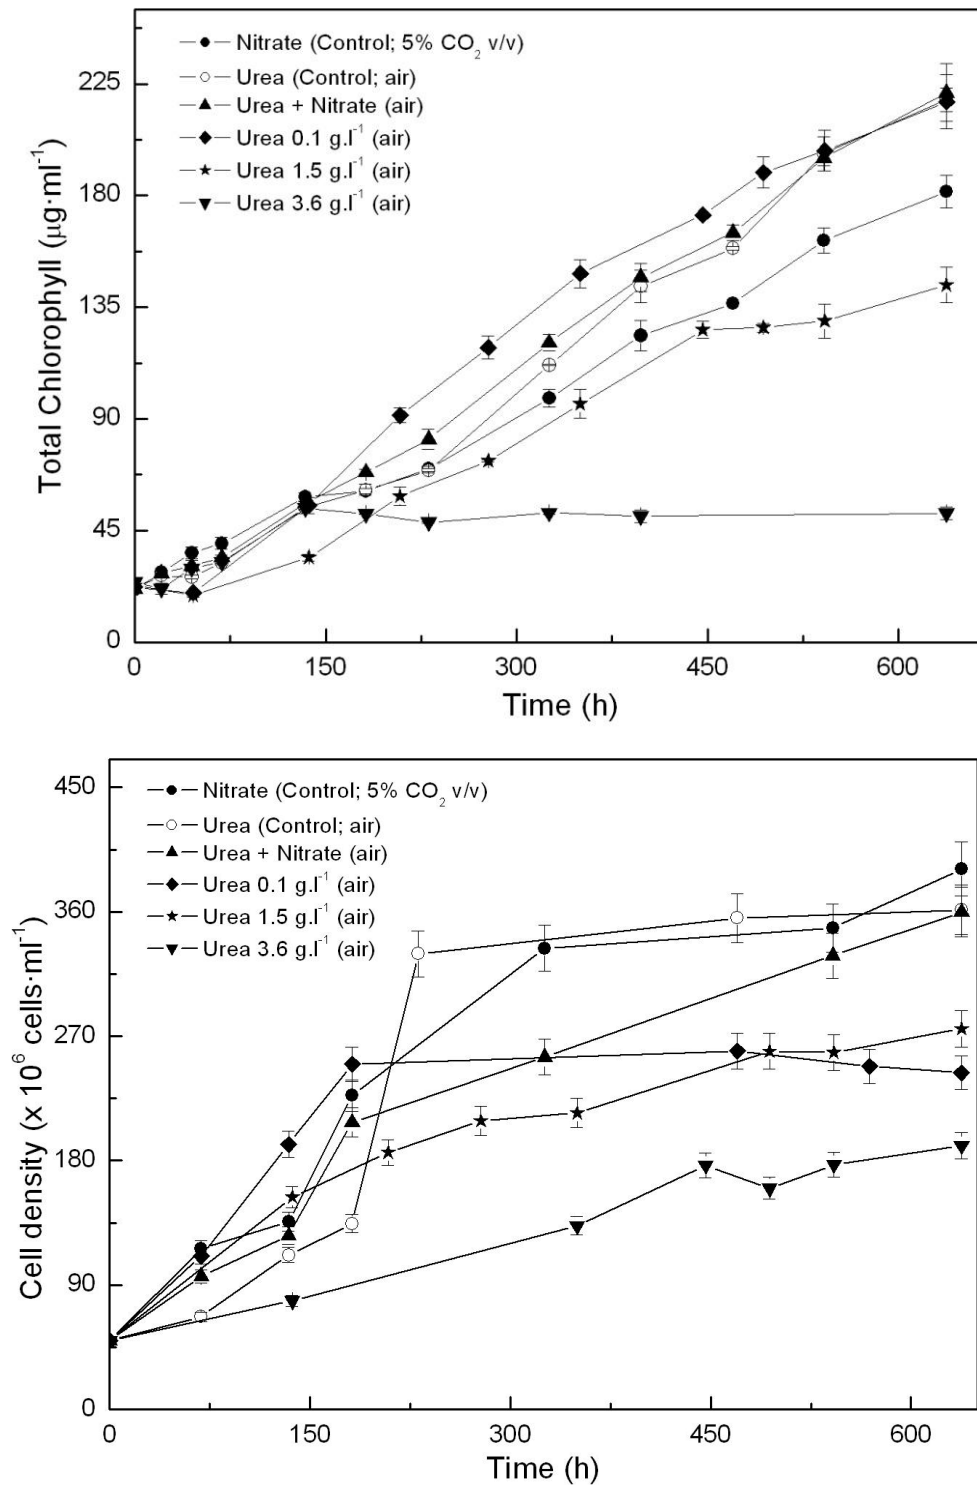 Nitrate (Control; 5% CO₂ v/v)
Urea (Control; air)
Urea + Nitrate (air)
Urea 0.1 g.l⁻¹ (air)
Urea 1.5 g.l⁻¹ (air)
Urea 3.6 g.l⁻¹ (air)
Total Chlorophyll (µg·ml⁻¹)
225
180
135
90
45
0
0 150 300 450 600
Time (h)
Nitrate (Control; 5% CO₂ v/v)
Urea (Control; air)
Urea + Nitrate (air)
Urea 0.1 g.l⁻¹ (air)
Urea 1.5 g.l⁻¹ (air)
Urea 3.6 g.l⁻¹ (air)
Cell density (x 10⁶ cells·ml⁻¹)
450
360
270
180
90
0
0 150 300 450 600
Time (h)